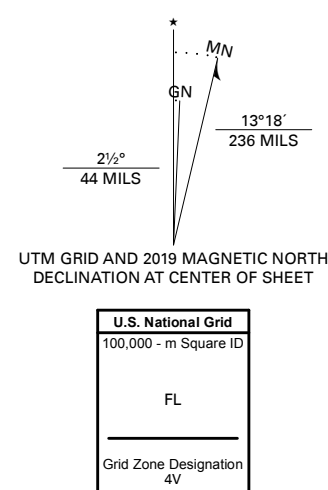 ★
MN
GN
13°18´
236 MILS
2½°
44 MILS
UTM GRID AND 2019 MAGNETIC NORTH
DECLINATION AT CENTER OF SHEET
U.S. National Grid
100,000 - m Square ID
FL
Grid Zone Designation
4V